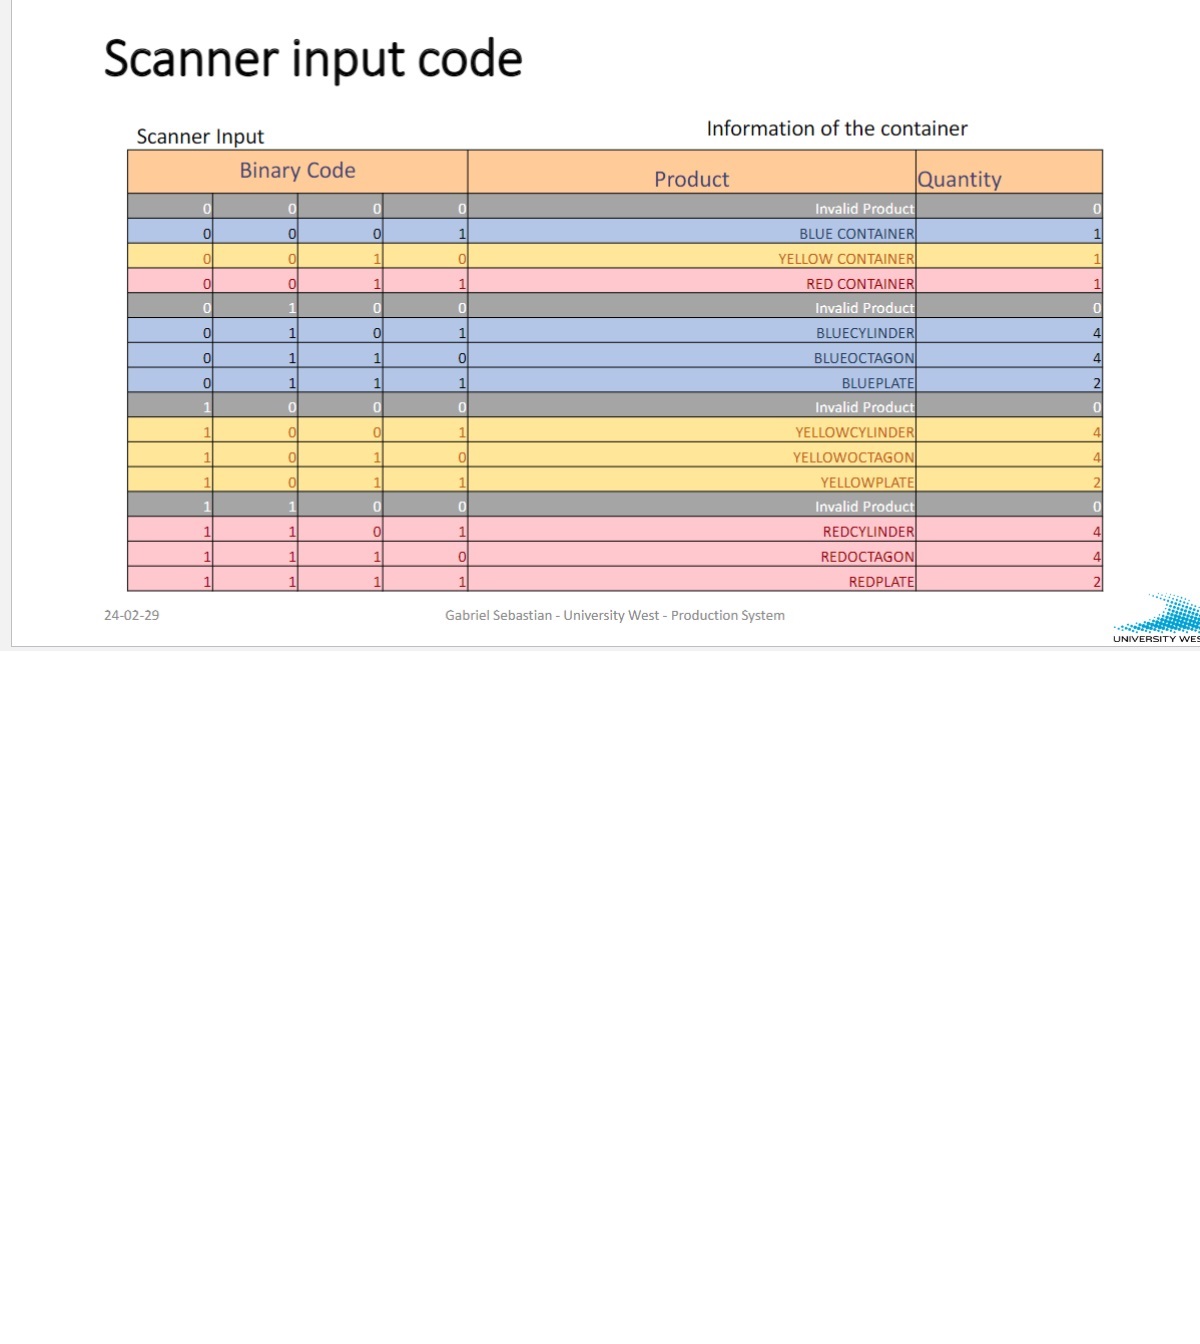 Scanner input code
Scanner Input
Information of the container
Binary Code Product Quantity
0 0 0 0 Invalid Product 0
0 0 0 1 BLUE CONTAINER 1
0 0 1 0 YELLOW CONTAINER 1
0 0 1 1 RED CONTAINER 1
0 1 0 0 Invalid Product 0
0 1 0 1 BLUECYLINDER 4
0 1 1 0 BLUEOCTAGON 4
0 1 1 1 BLUEPLATE 2
1 0 0 0 Invalid Product 0
1 0 0 1 YELLOWCYLINDER 4
1 0 1 0 YELLOWOCTAGON 4
1 0 1 1 YELLOWPLATE 2
1 1 0 0 Invalid Product 0
1 1 0 1 REDCYLINDER 4
1 1 1 0 REDOCTAGON 4
1 1 1 1 REDPLATE 2
24-02-29 Gabriel Sebastian - University West - Production System
UNIVERSITY WES